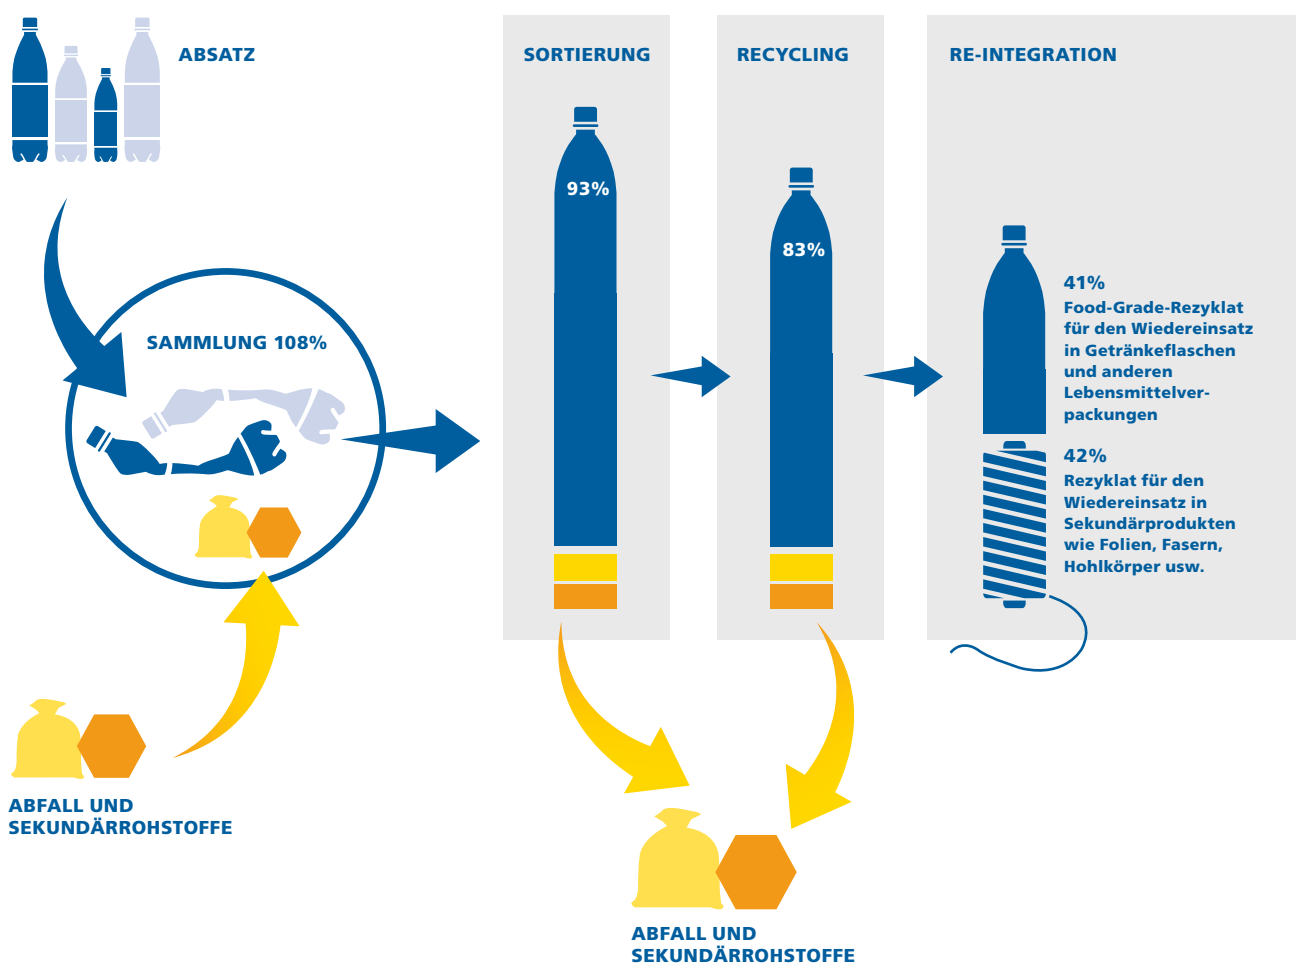 ABSATZ
SORTIERUNG
RECYCLING
RE-INTEGRATION
93%
83%
41%
Food-Grade-Rezyklat
für den Wiedereinsatz
in Getränkeflaschen
und anderen
Lebensmittelver-
packungen
42%
Rezyklat für den
Wiedereinsatz in
Sekundärprodukten
wie Folien, Fasern,
Hohlkörper usw.
SAMMLUNG 108%
ABFALL UND
SEKUNDÄRROHSTOFFE
ABFALL UND
SEKUNDÄRROHSTOFFE